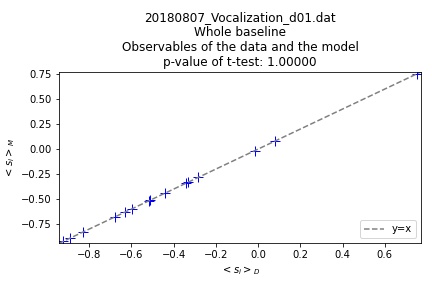 20180807_Vocalization_d01.dat
Whole baseline
Observables of the data and the model
p-value of t-test: 1.00000
0.75
0.50
0.25
0.00
−0.25
−0.50
−0.75
< s_i >_M
y=x
−0.8 −0.6 −0.4 −0.2 0.0 0.2 0.4 0.6
< s_i >_D